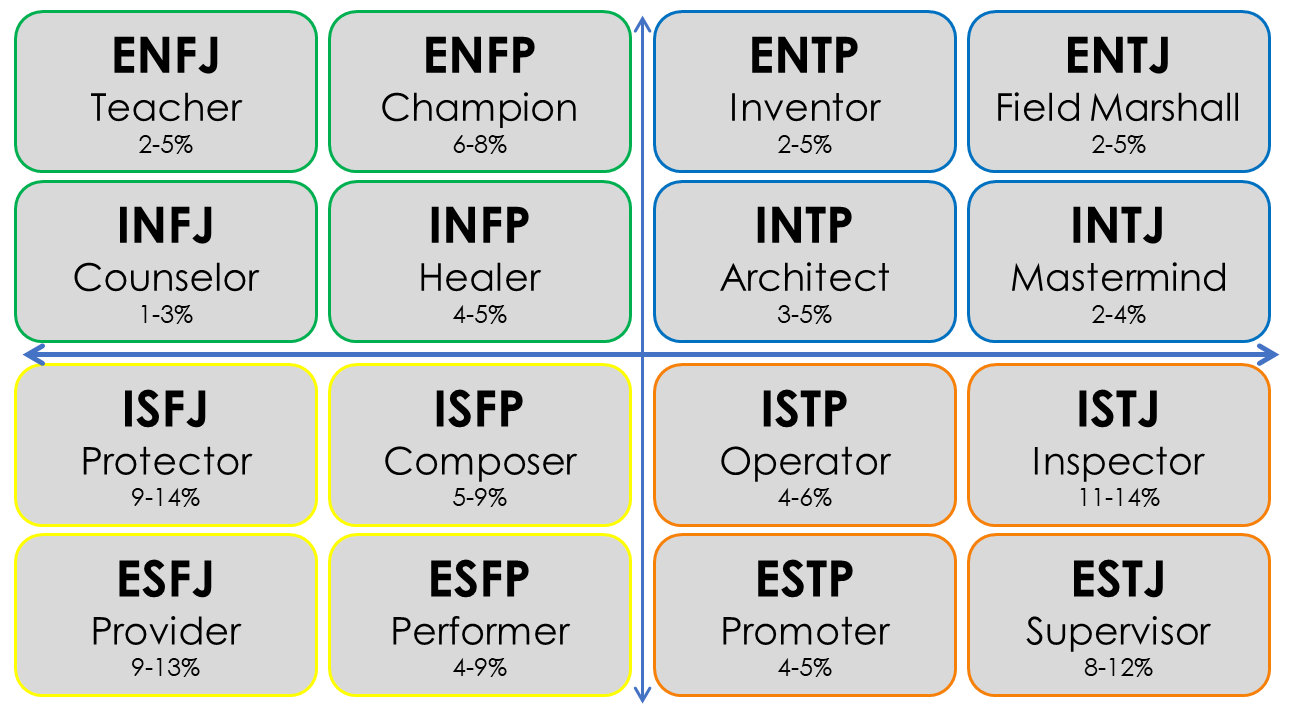 ENFJ
Teacher
2-5%
ENFP
Champion
6-8%
ENTP
Inventor
2-5%
ENTJ
Field Marshall
2-5%
INFJ
Counselor
1-3%
INFP
Healer
4-5%
INTP
Architect
3-5%
INTJ
Mastermind
2-4%
ISFJ
Protector
9-14%
ISFP
Composer
5-9%
ISTP
Operator
4-6%
ISTJ
Inspector
11-14%
ESFJ
Provider
9-13%
ESFP
Performer
4-9%
ESTP
Promoter
4-5%
ESTJ
Supervisor
8-12%